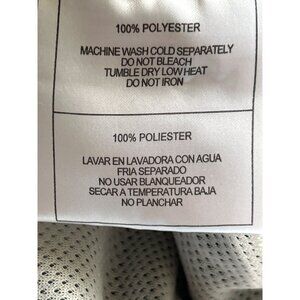 100% POLYESTER
MACHINE WASH COLD SEPARATELY
DO NOT BLEACH
TUMBLE DRY LOW HEAT
DO NOT IRON
100% POLIESTER
LAVAR EN LAVADORA CON AGUA
FRIA SEPARADO
NO USAR BLANQUEADOR
SECAR A TEMPERATURA BAJA
NO PLANCHAR